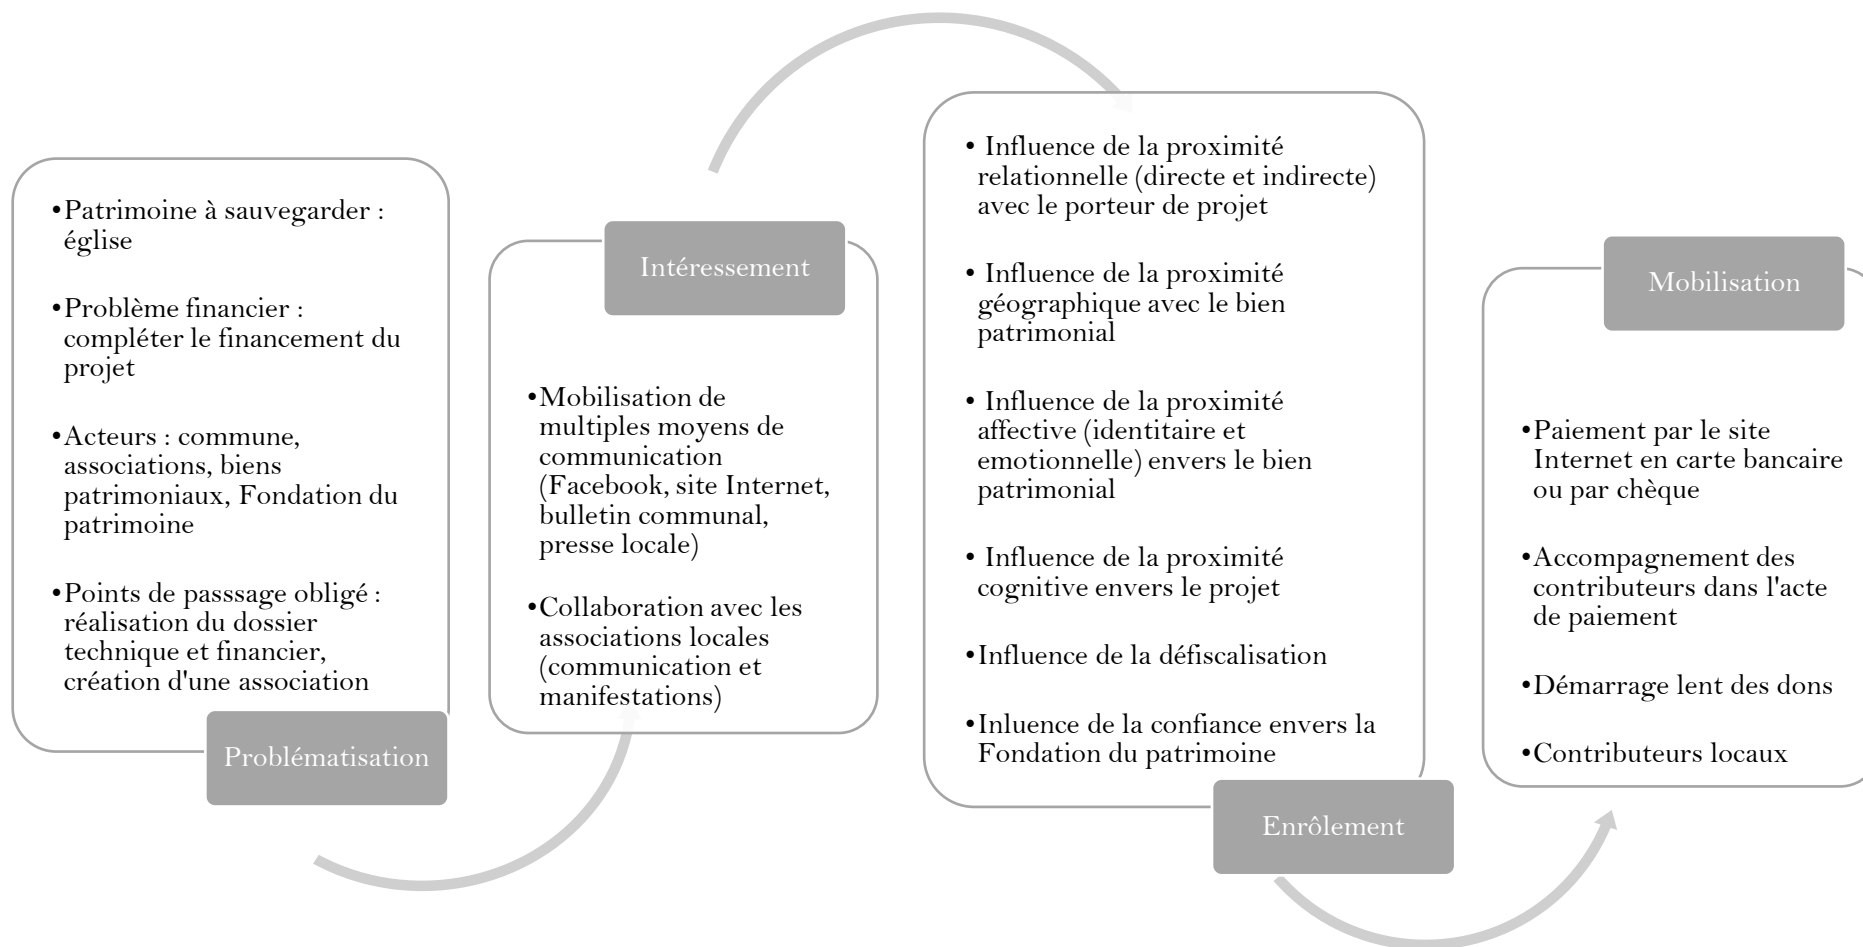 •Patrimoine à sauvegarder :
église
•Problème financier :
compléter le financement du
projet
•Acteurs : commune,
associations, biens
patrimoniaux, Fondation du
patrimoine
•Points de passsage obligé :
réalisation du dossier
technique et financier,
création d'une association
Problématisation
Intéressement
•Mobilisation de
multiples moyens de
communication
(Facebook, site Internet,
bulletin communal,
presse locale)
•Collaboration avec les
associations locales
(communication et
manifestations)
• Influence de la proximité
relationnelle (directe et indirecte)
avec le porteur de projet
• Influence de la proximité
géographique avec le bien
patrimonial
• Influence de la proximité
affective (identitaire et
emotionnelle) envers le bien
patrimonial
• Influence de la proximité
cognitive envers le projet
•Influence de la défiscalisation
•Inluence de la confiance envers la
Fondation du patrimoine
Enrôlement
Mobilisation
•Paiement par le site
Internet en carte bancaire
ou par chèque
•Accompagnement des
contributeurs dans l'acte
de paiement
•Démarrage lent des dons
•Contributeurs locaux